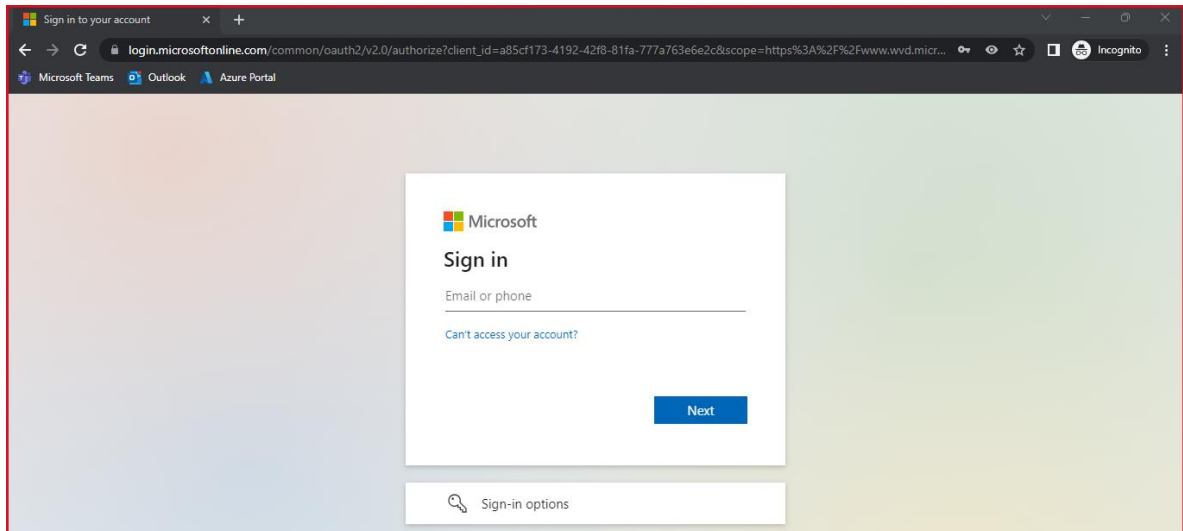 Sign in to your account
login.microsoftonline.com/common/oauth2/v2.0/authorize?client_id=a85cf173-4192-42f8-81fa-777a763e6e2c&scope=https%3A%2F%2Fwww.wvd.micr... Incognito
Microsoft Teams Outlook Azure Portal
Microsoft
Sign in
Email or phone
Can't access your account?
Next
Sign-in options